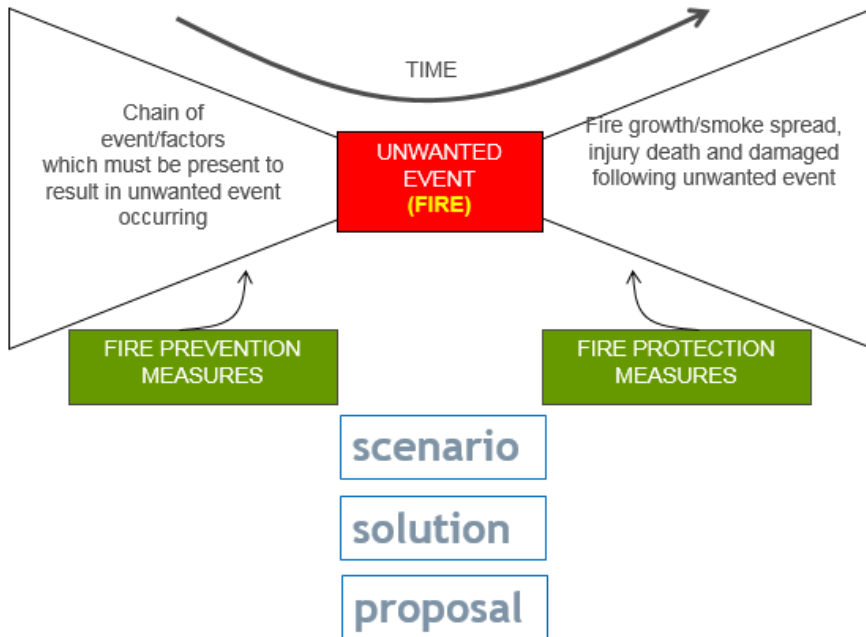 TIME
Chain of
event/factors
which must be present to
result in unwanted event
occurring
UNWANTED
EVENT
(FIRE)
Fire growth/smoke spread,
injury death and damaged
following unwanted event
FIRE PREVENTION
MEASURES
FIRE PROTECTION
MEASURES
scenario
solution
proposal